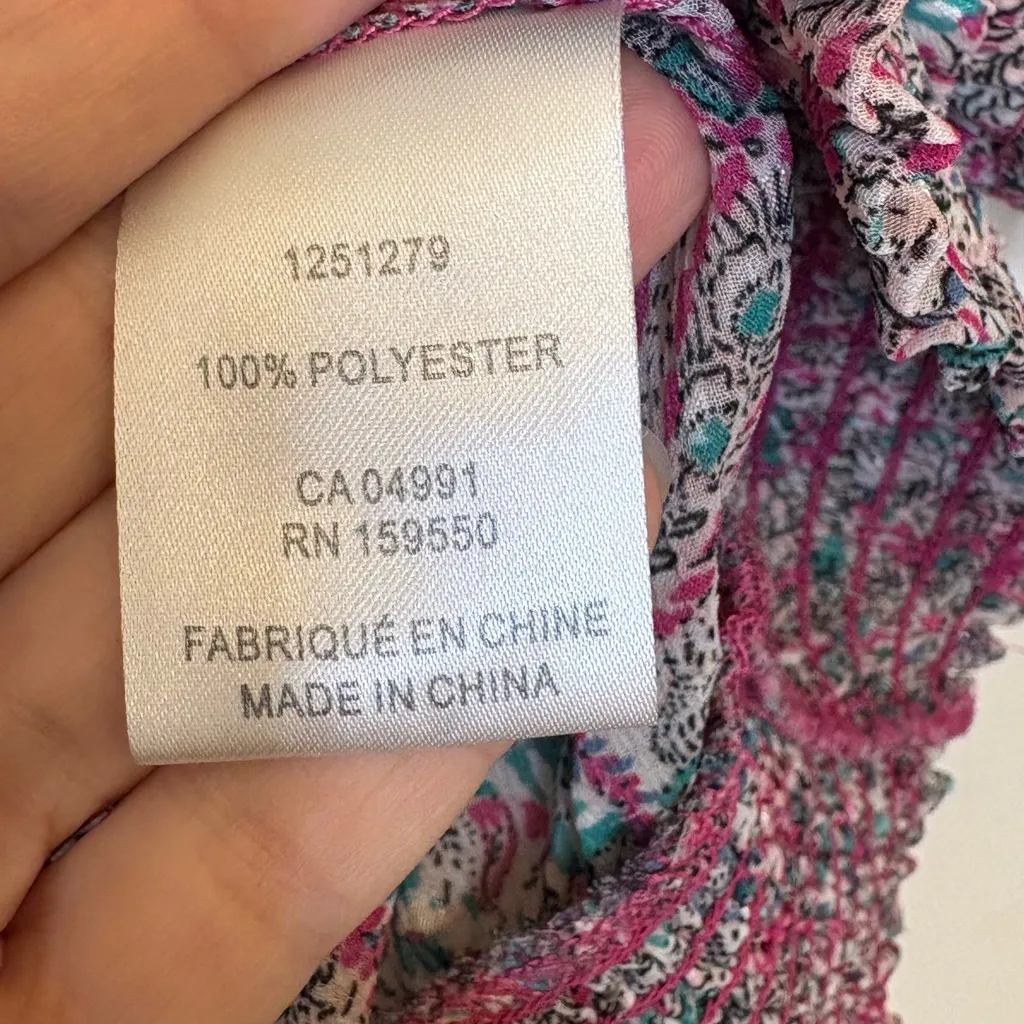 1251279
100% POLYESTER
CA 04991
RN 159550
FABRIQUÉ EN CHINE
MADE IN CHINA